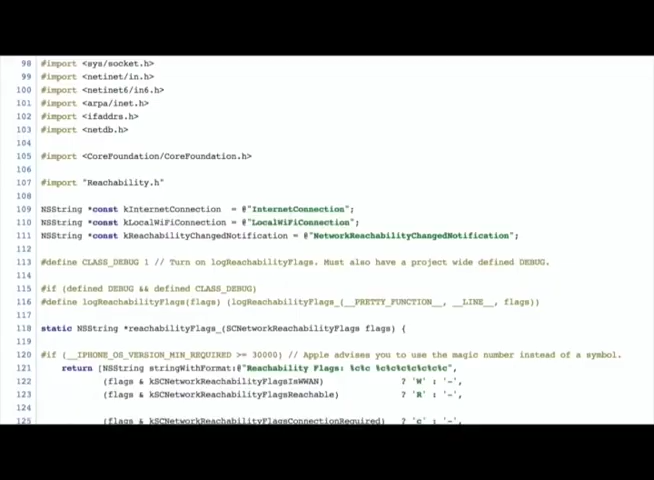 98 #import <sys/socket.h>
99 #import <netinet/in.h>
100 #import <netinet6/in6.h>
101 #import <arpa/inet.h>
102 #import <ifaddrs.h>
103 #import <netdb.h>
104
105 #import <CoreFoundation/CoreFoundation.h>
106
107 #import "Reachability.h"
108
109 NSString *const kInternetConnection  = @"InternetConnection";
110 NSString *const kLocalWiFiConnection = @"LocalWiFiConnection";
111 NSString *const kReachabilityChangedNotification = @"NetworkReachabilityChangedNotification";
112
113 #define CLASS_DEBUG 1 // Turn on logReachabilityFlags. Must also have a project wide defined DEBUG.
114
115 #if (defined DEBUG && defined CLASS_DEBUG)
116 #define logReachabilityFlags(flags) (logReachabilityFlags_(__PRETTY_FUNCTION__, __LINE__, flags))
117
118 static NSString *reachabilityFlags_(SCNetworkReachabilityFlags flags) {
119
120 #if (__IPHONE_OS_VERSION_MIN_REQUIRED >= 30000) // Apple advises you to use the magic number instead of a symbol.
121     return [NSString stringWithFormat:@"Reachability Flags: %c%c %c%c%c%c%c%c%c",
122             (flags & kSCNetworkReachabilityFlagsIsWWAN)               ? 'W' : '-',
123             (flags & kSCNetworkReachabilityFlagsReachable)            ? 'R' : '-',
124
125             (flags & kSCNetworkReachabilityFlagsConnectionRequired)   ? 'c' : '-',